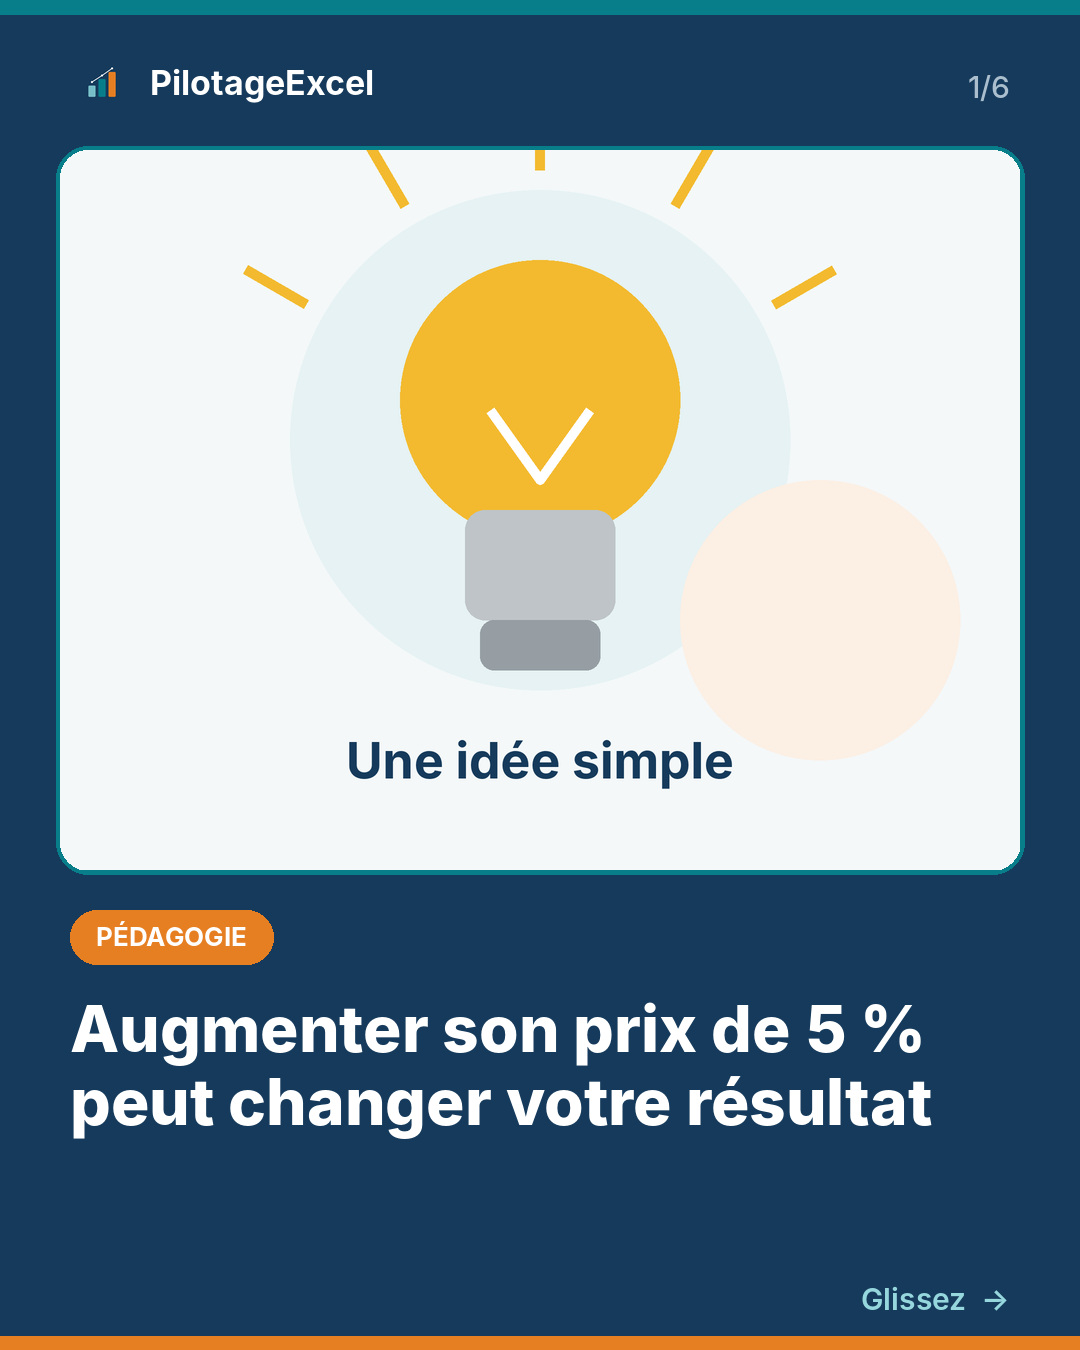 PilotageExcel
1/6
Une idée simple
PÉDAGOGIE
Augmenter son prix de 5 %
peut changer votre résultat
Glissez →